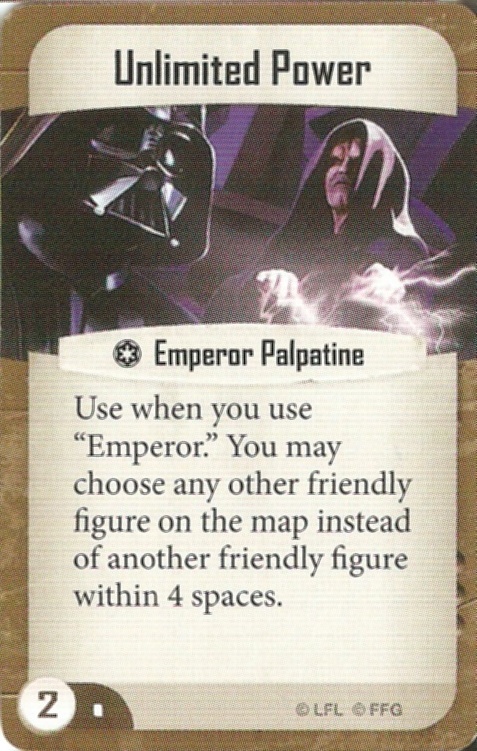 Unlimited Power
Emperor Palpatine
Use when you use
“Emperor.” You may
choose any other friendly
figure on the map instead
of another friendly figure
within 4 spaces.
2
© LFL © FFG